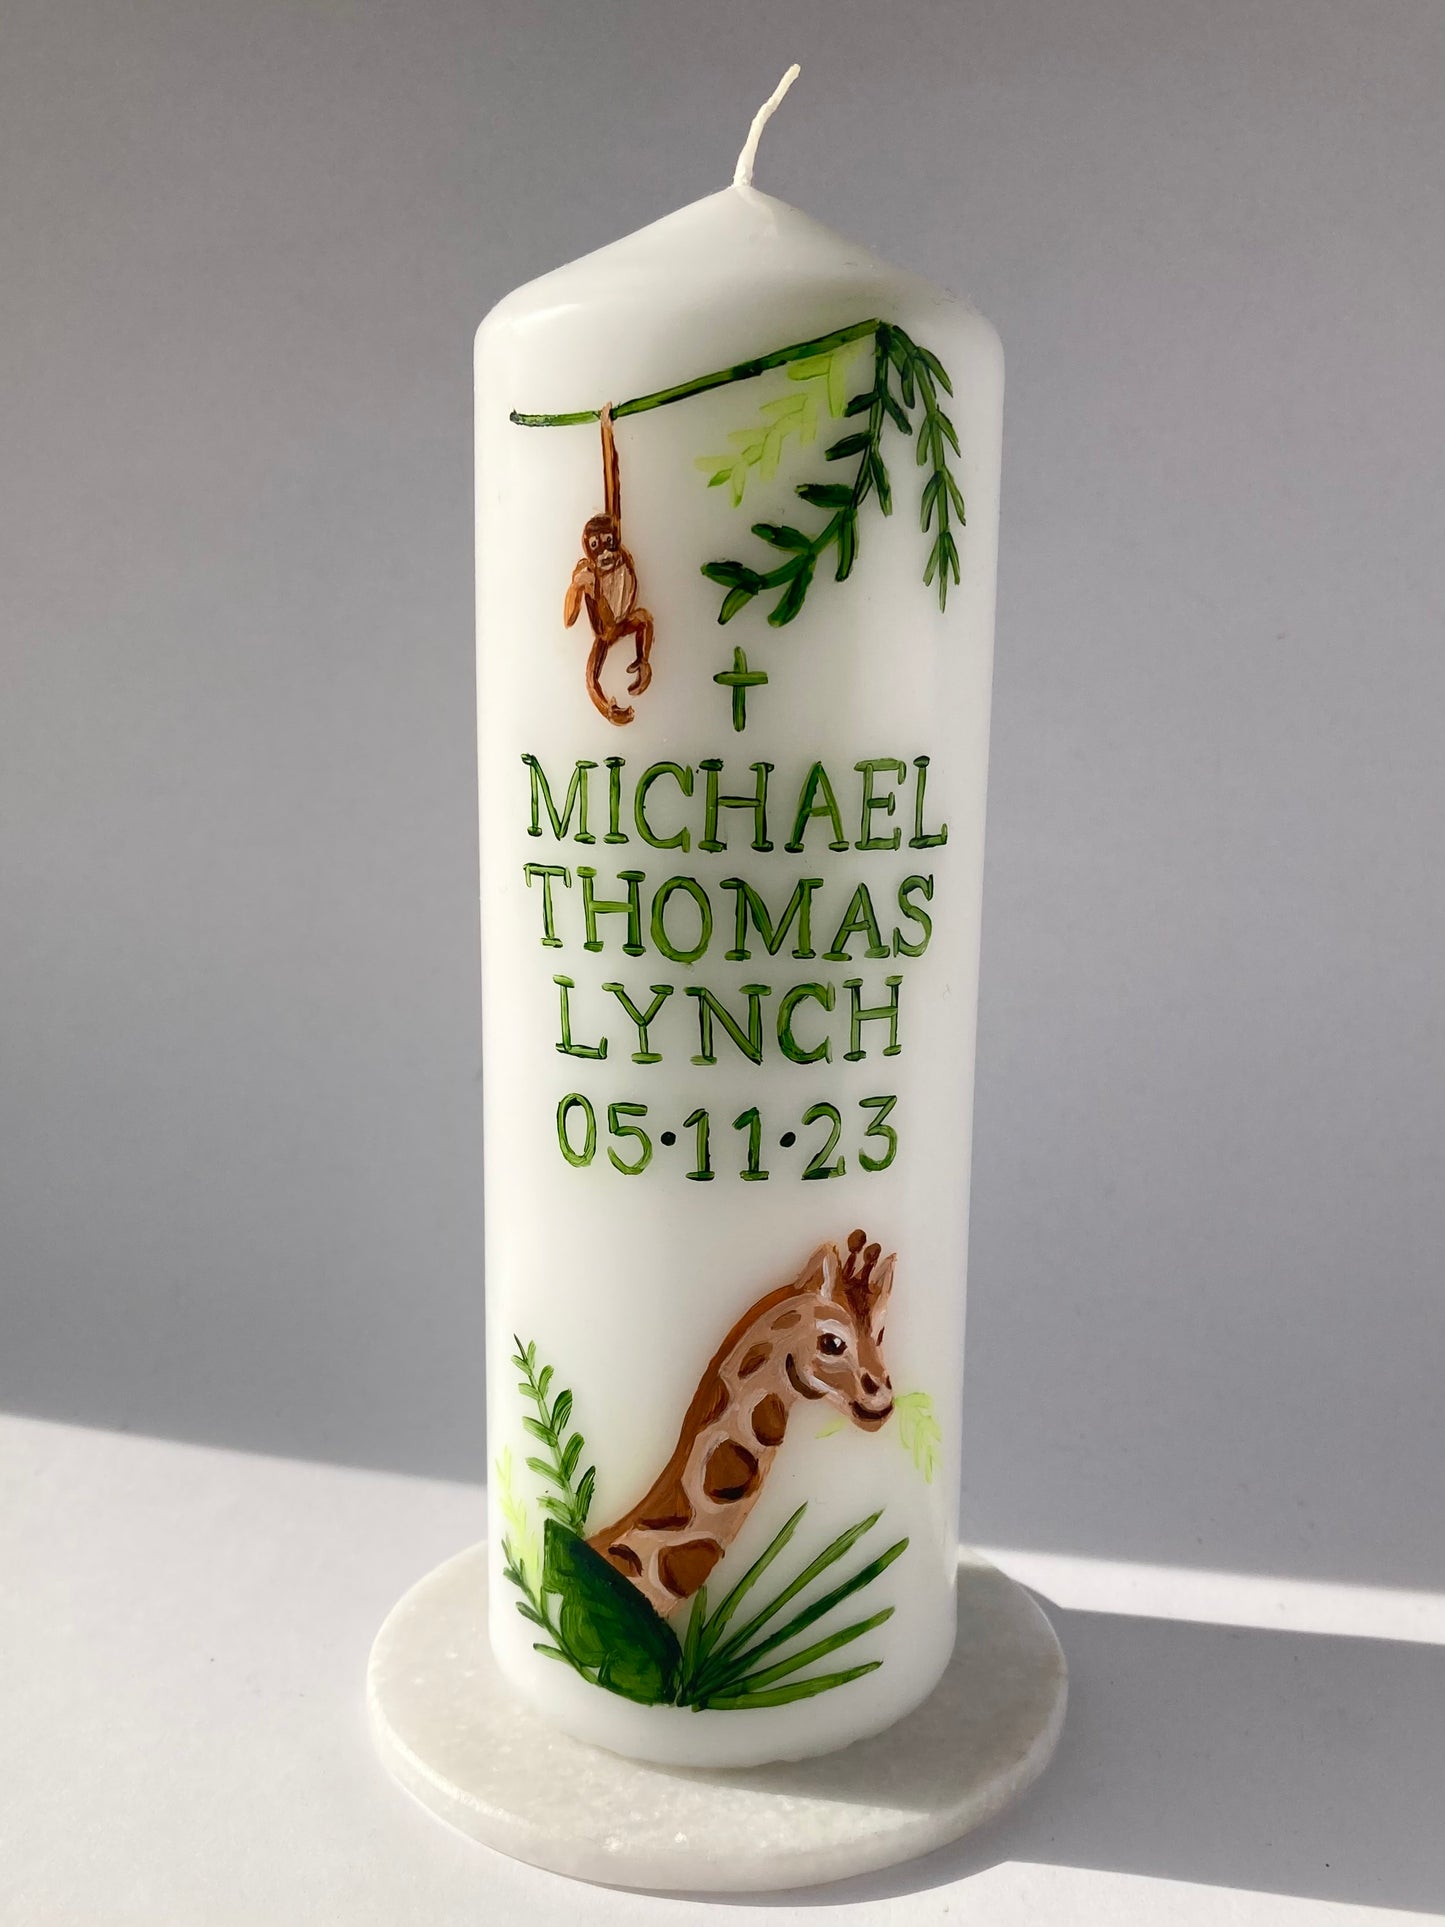 MICHAEL
THOMAS
LYNCH
05·11·23